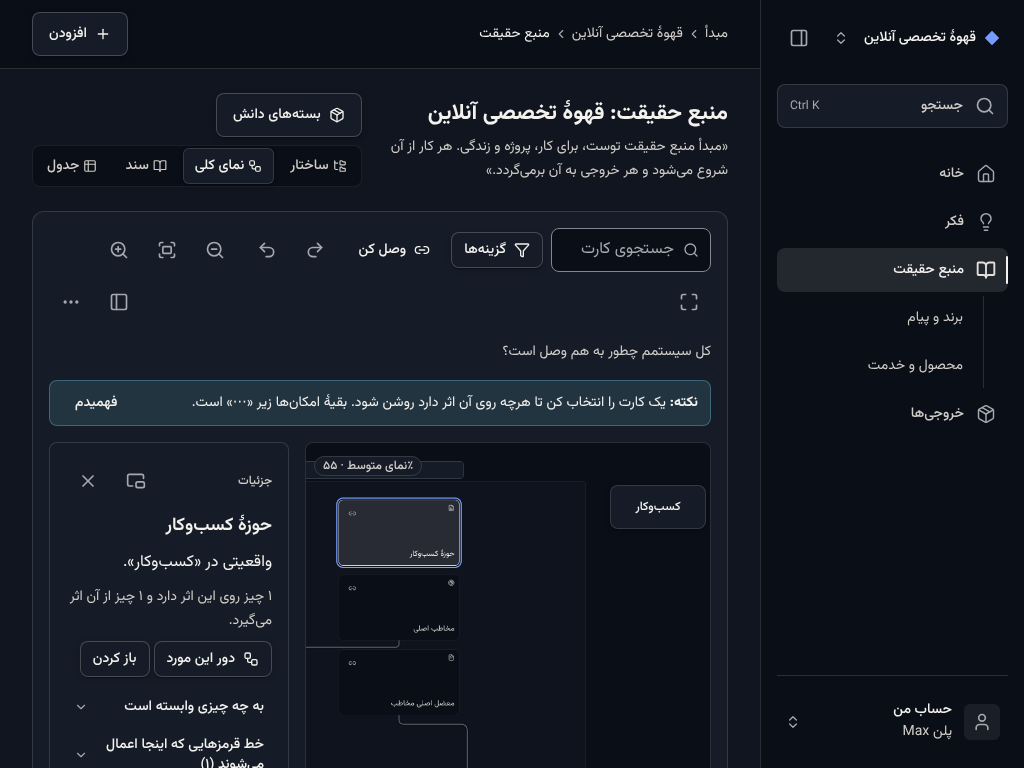 قهوهٔ تخصصی آنلاین
جستجو
Ctrl K
خانه
فکر
منبع حقیقت
برند و پیام
محصول و خدمت
خروجی‌ها
حساب من
پلن Max
مبدأ
قهوهٔ تخصصی آنلاین
منبع حقیقت
افزودن
منبع حقیقت: قهوهٔ تخصصی آنلاین
«مبدأ منبع حقیقت توست، برای کار، پروژه و زندگی. هر کار از آن
شروع می‌شود و هر خروجی به آن برمی‌گردد.»
بسته‌های دانش
ساختار
نمای کلی
سند
جدول
جستجوی کارت
گزینه‌ها
وصل کن
کل سیستمم چطور به هم وصل است؟
نکته: یک کارت را انتخاب کن تا هرچه روی آن اثر دارد روشن شود. بقیهٔ امکان‌ها زیر «⋯» است.
فهمیدم
٪نمای متوسط · ۵۵
کسب‌وکار
حوزهٔ کسب‌وکار
مخاطب اصلی
معضل اصلی مخاطب
جزئیات
حوزهٔ کسب‌وکار
واقعیتی در «کسب‌وکار».
۱ چیز روی این اثر دارد و ۱ چیز از آن اثر
می‌گیرد.
دور این مورد
باز کردن
به چه چیزی وابسته است
خط قرمزهایی که اینجا اعمال
می‌شوند (۱)